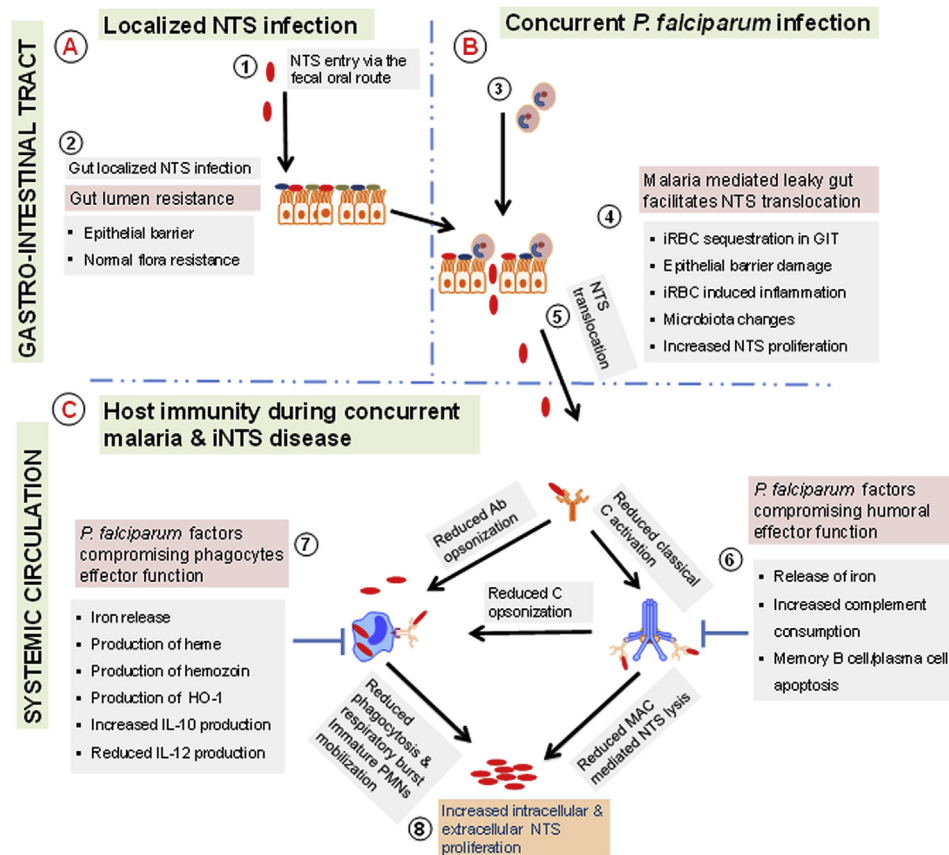 GASTRO-INTESTINAL TRACT
A
Localized NTS infection
1
NTS entry via the
fecal oral route
2
Gut localized NTS infection
Gut lumen resistance
▪ Epithelial barrier
▪ Normal flora resistance
B
Concurrent P. falciparum infection
3
Malaria mediated leaky gut
facilitates NTS translocation
4
▪ iRBC sequestration in GIT
▪ Epithelial barrier damage
▪ iRBC induced inflammation
▪ Microbiota changes
▪ Increased NTS proliferation
5
NTS
translocation
SYSTEMIC CIRCULATION
C
Host immunity during concurrent
malaria & iNTS disease
P. falciparum factors
compromising humoral
effector function
6
▪ Release of iron
▪ Increased complement
consumption
▪ Memory B cell/plasma cell
apoptosis
Reduced Ab
opsonization
Reduced classical
C activation
Reduced C
opsonization
P. falciparum factors
compromising phagocytes
effector function
7
▪ Iron release
▪ Production of heme
▪ Production of hemozoin
▪ Production of HO-1
▪ Increased IL-10 production
▪ Reduced IL-12 production
Reduced
phagocytosis &
respiratory burst
Immature PMNs
mobilization
Reduced MAC
mediated NTS lysis
8
Increased intracellular &
extracellular NTS
proliferation